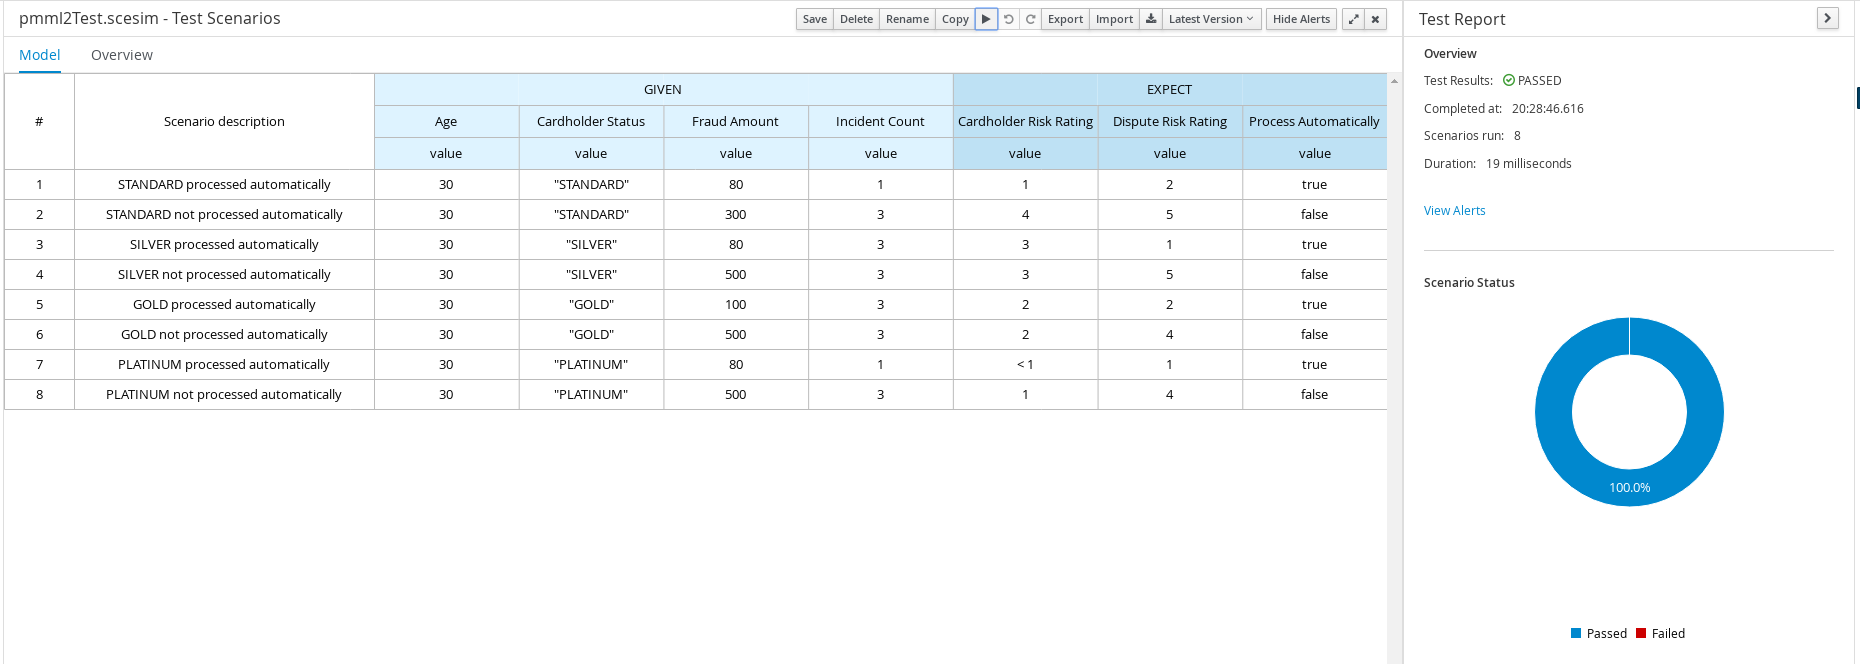 pmml2Test.scesim - Test Scenarios
Save Delete Rename Copy Export Import Latest Version Hide Alerts
Model Overview
# Scenario description GIVEN EXPECT
Age Cardholder Status Fraud Amount Incident Count Cardholder Risk Rating Dispute Risk Rating Process Automatically
value value value value value value value
1 STANDARD processed automatically 30 "STANDARD" 80 1 1 2 true
2 STANDARD not processed automatically 30 "STANDARD" 300 3 4 5 false
3 SILVER processed automatically 30 "SILVER" 80 3 3 1 true
4 SILVER not processed automatically 30 "SILVER" 500 3 3 5 false
5 GOLD processed automatically 30 "GOLD" 100 3 2 2 true
6 GOLD not processed automatically 30 "GOLD" 500 3 2 4 false
7 PLATINUM processed automatically 30 "PLATINUM" 80 1 < 1 1 true
8 PLATINUM not processed automatically 30 "PLATINUM" 500 3 1 4 false
Test Report
Overview
Test Results: PASSED
Completed at: 20:28:46.616
Scenarios run: 8
Duration: 19 milliseconds
View Alerts
Scenario Status
100.0%
Passed Failed